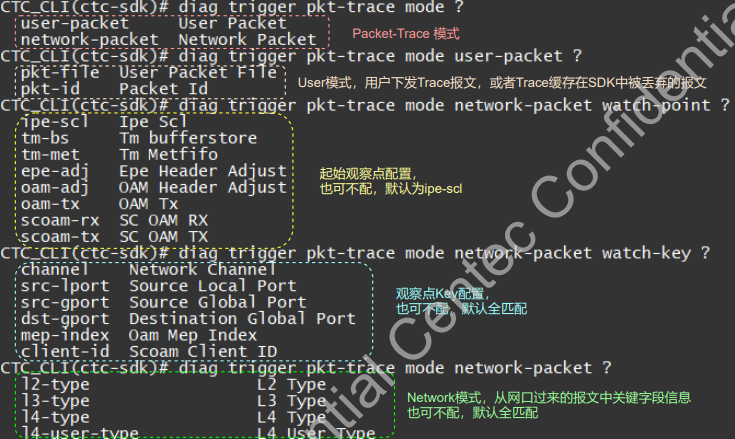 CTC_CLI(ctc-sdk)# diag trigger pkt-trace mode ?
user-packet User Packet
network-packet Network Packet
Packet-Trace 模式
CTC_CLI(ctc-sdk)# diag trigger pkt-trace mode user-packet ?
pkt-file User Packet File
pkt-id Packet Id
User模式，用户下发Trace报文，或者Trace缓存在SDK中被丢弃的报文
CTC_CLI(ctc-sdk)# diag trigger pkt-trace mode network-packet watch-point ?
ipe-scl Ipe Scl
tm-bs Tm bufferstore
tm-met Tm Metfifo
epe-adj Epe Header Adjust
oam-adj OAM Header Adjust
oam-tx OAM Tx
scoam-rx SC OAM RX
scoam-tx SC OAM TX
起始观察点配置，
也可不配，默认为ipe-scl
CTC_CLI(ctc-sdk)# diag trigger pkt-trace mode network-packet watch-key ?
channel Network Channel
src-lport Source Local Port
src-gport Source Global Port
dst-gport Destination Global Port
mep-index Oam Mep Index
client-id Scoam Client ID
观察点Key配置，
也可不配，默认全匹配
CTC_CLI(ctc-sdk)# diag trigger pkt-trace mode network-packet ?
l2-type L2 Type
l3-type L3 Type
l4-type L4 Type
l4-user-type L4 User Type
Network模式，从网口过来的报文中关键字段信息
也可不配，默认全匹配
ential Centec Confidential